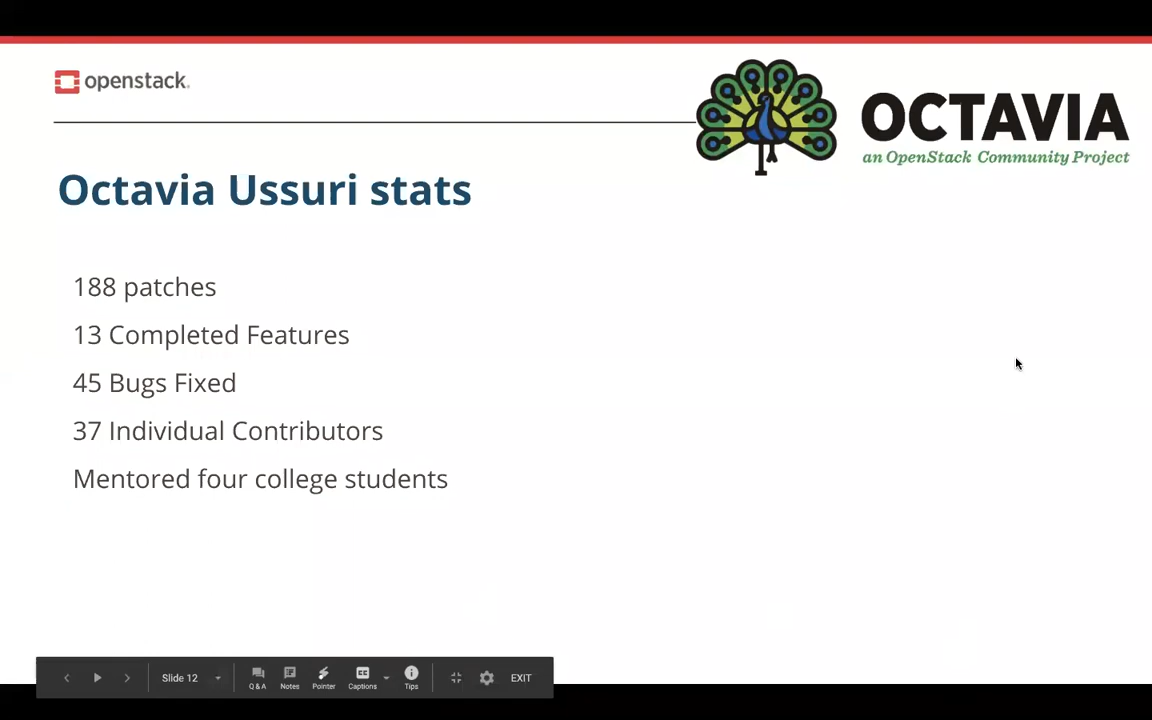 openstack.
OCTAVIA
an OpenStack Community Project
Octavia Ussuri stats
188 patches
13 Completed Features
45 Bugs Fixed
37 Individual Contributors
Mentored four college students
Slide 12
Q & A
Notes
Pointer
CC
Captions
Tips
EXIT